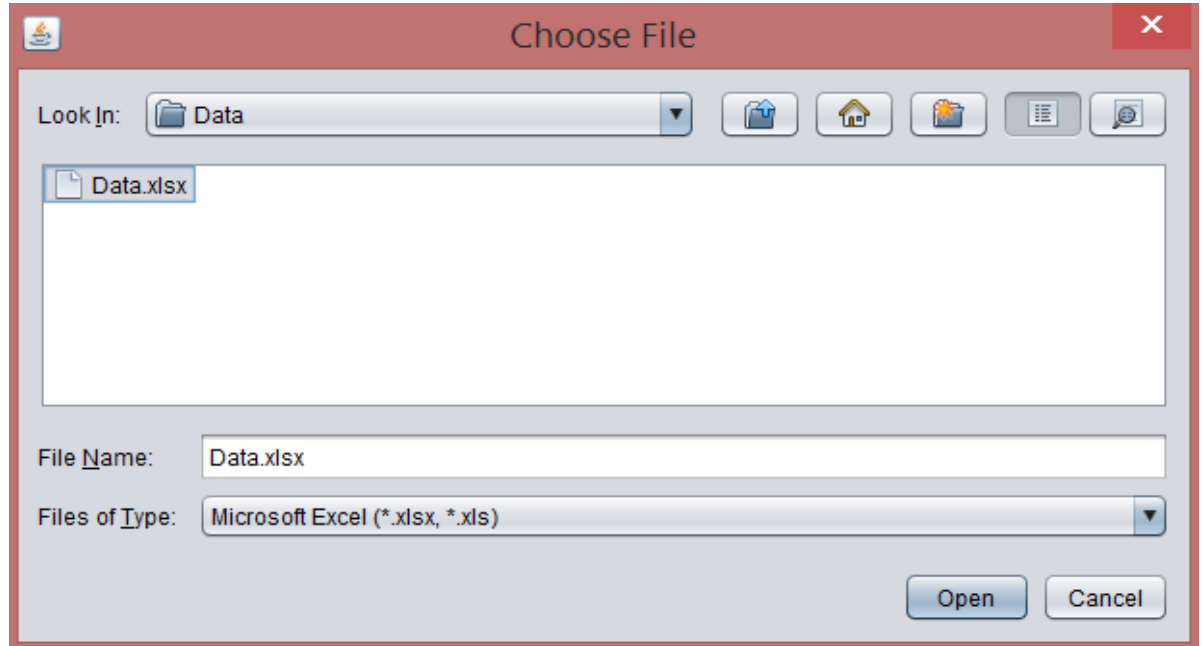 Choose File
Look In: Data
Data.xlsx
File Name: Data.xlsx
Files of Type: Microsoft Excel (*.xlsx, *.xls)
Open Cancel